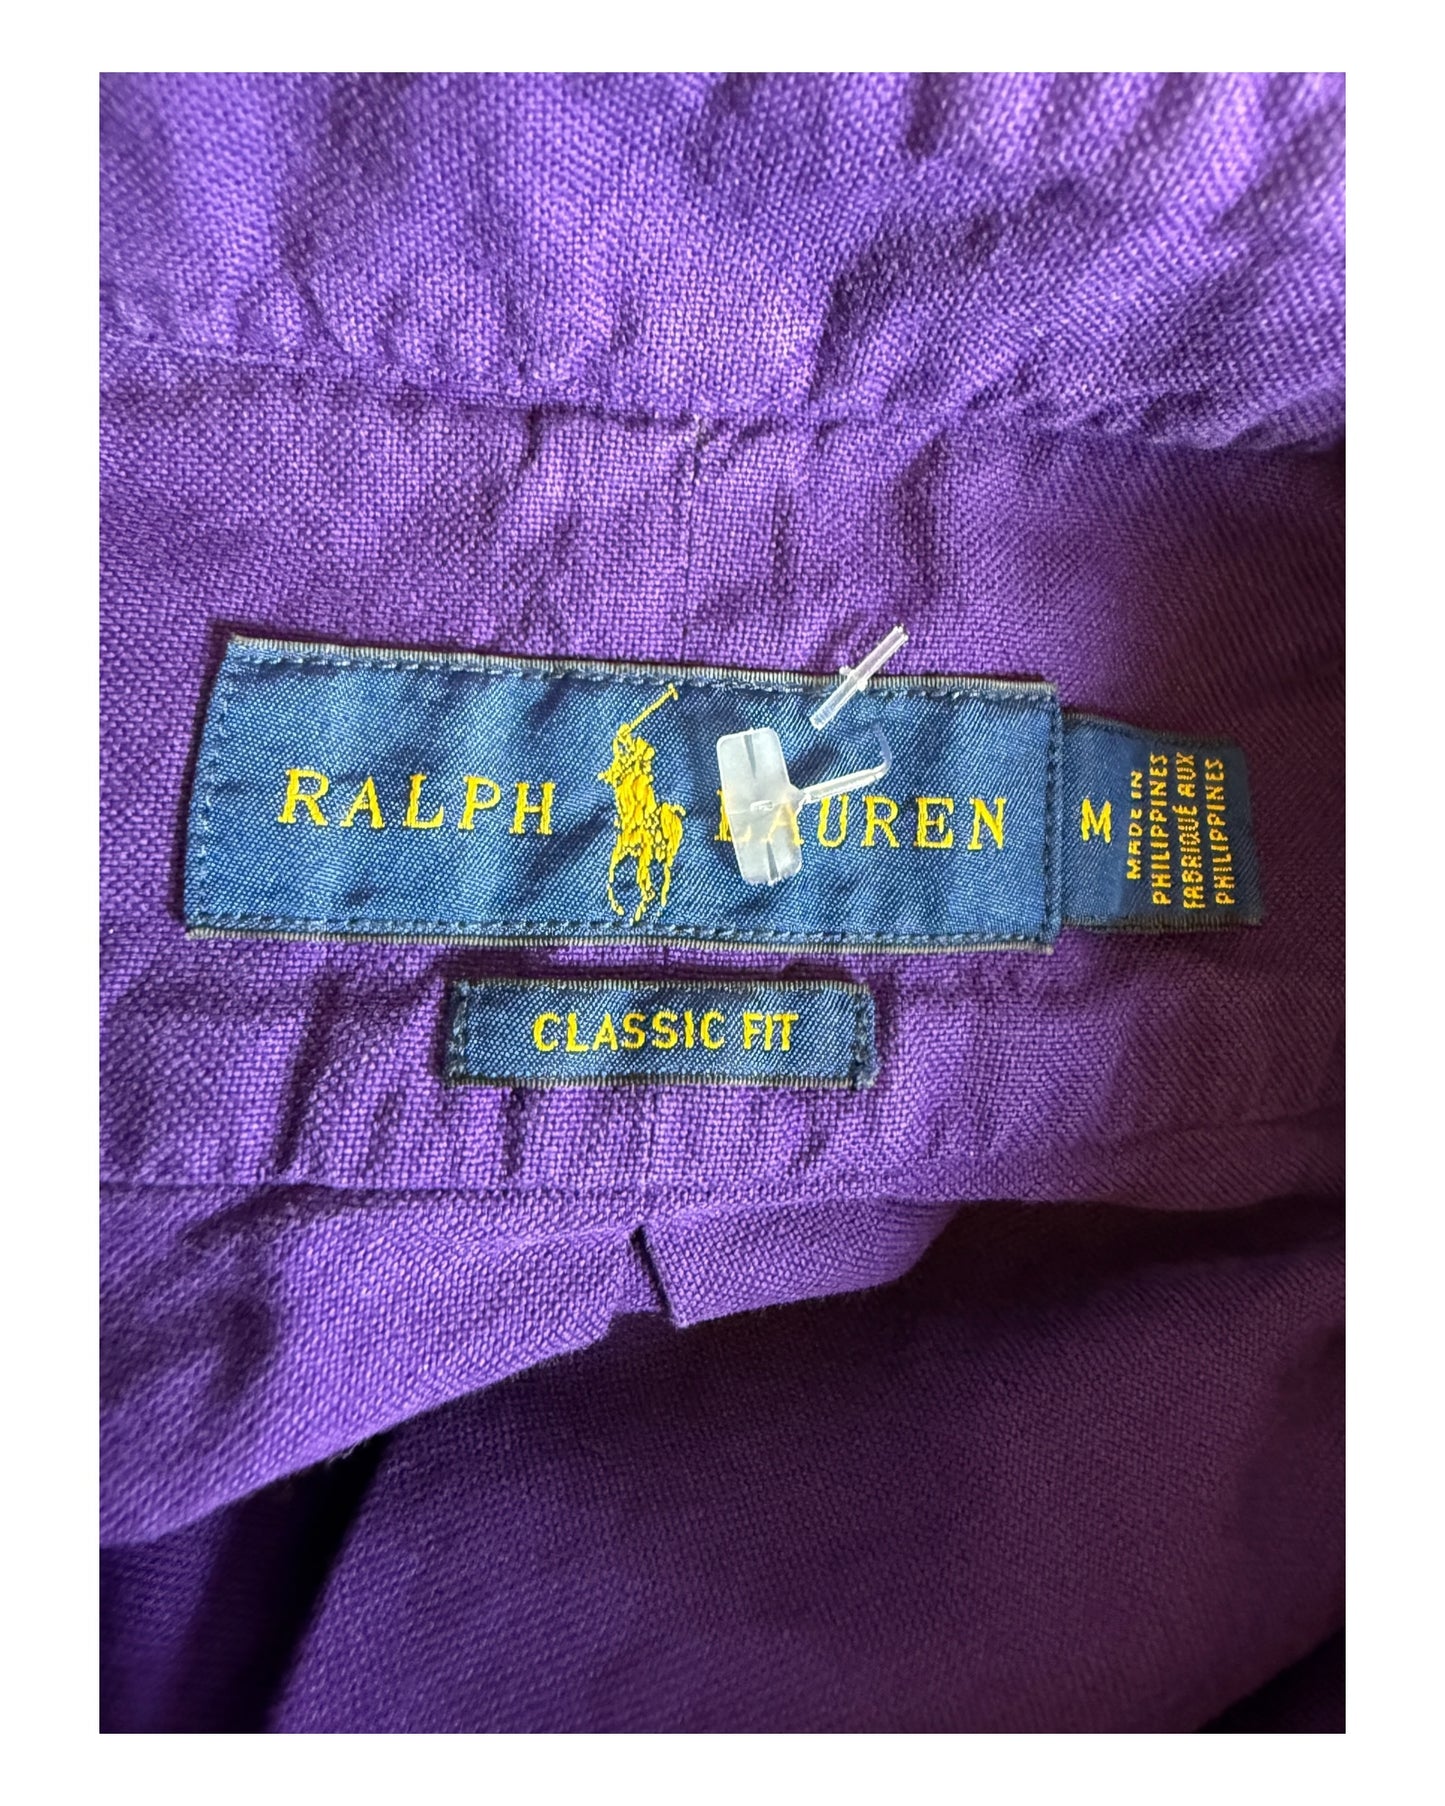 RALPH LAUREN
M
MADE IN
PHILIPPINES
FABRIQUÉ AUX
PHILIPPINES
CLASSIC FIT